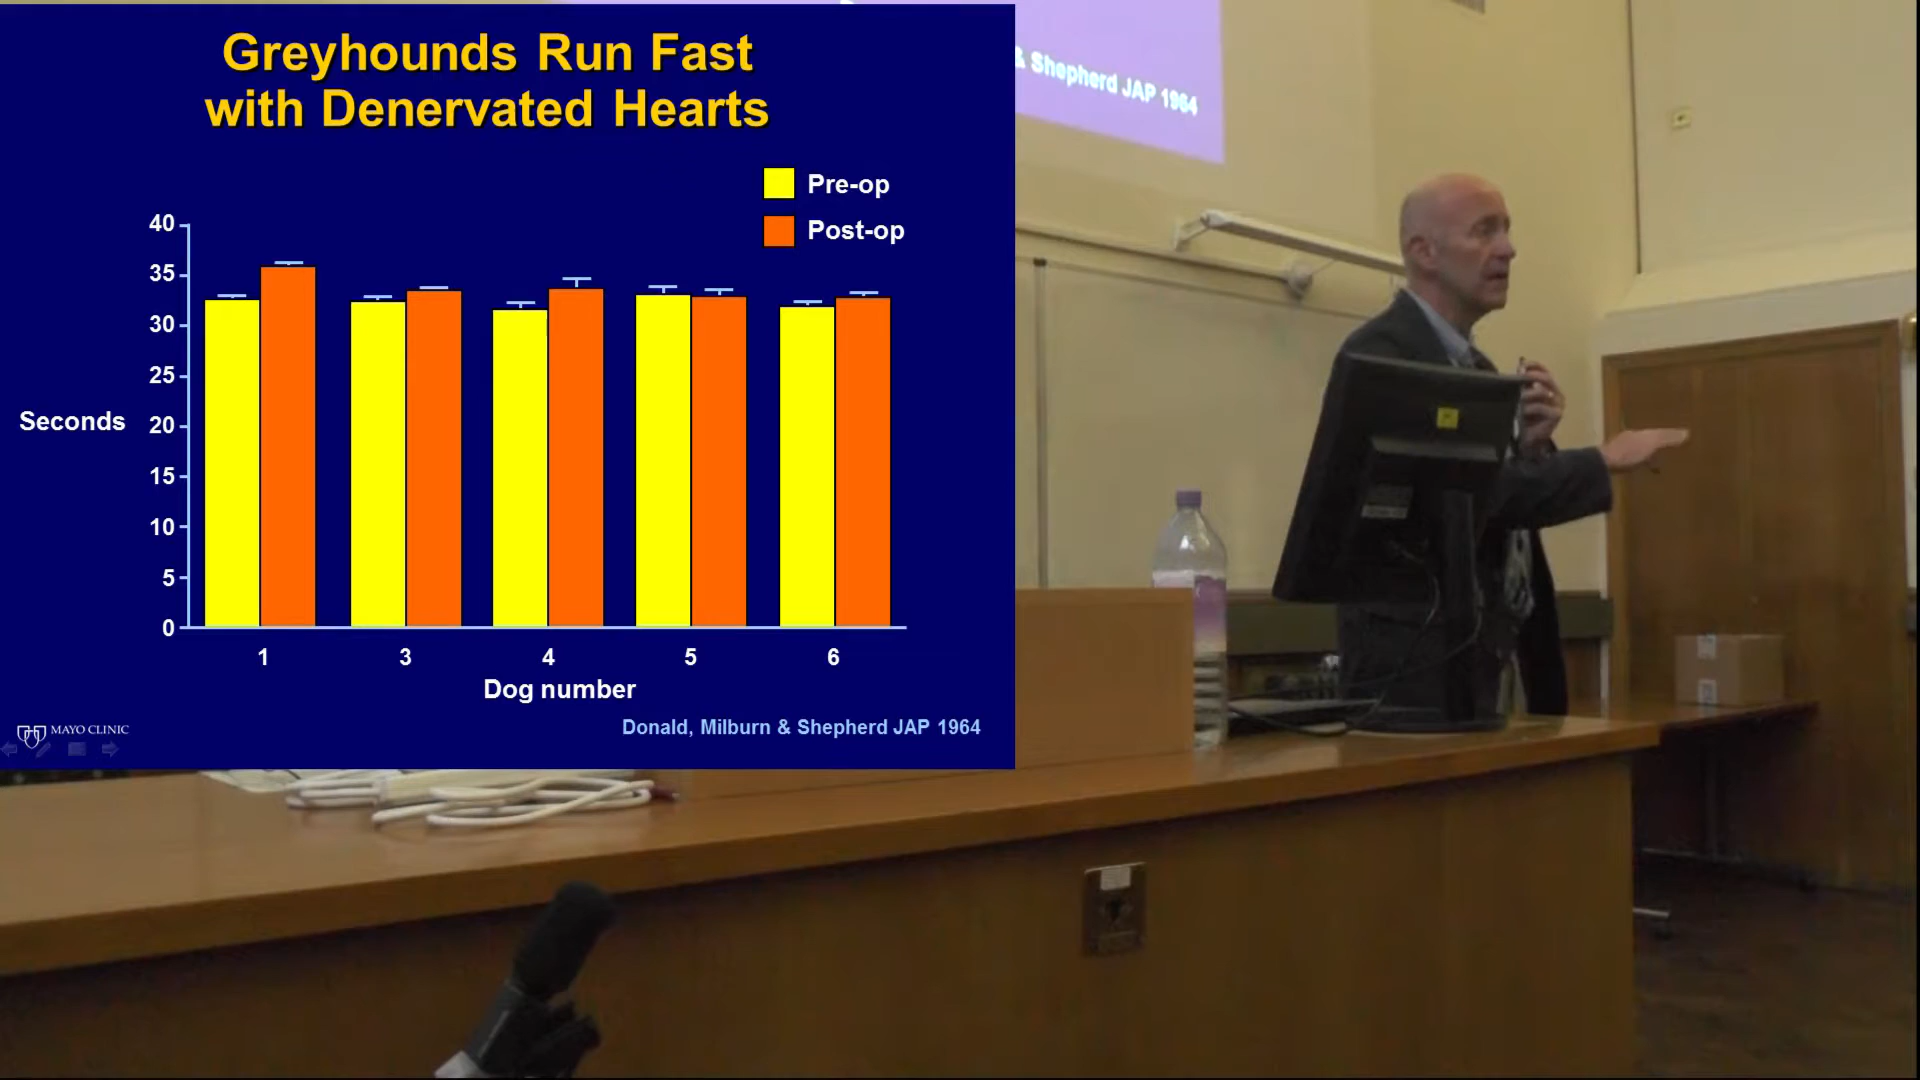 Greyhounds Run Fast
with Denervated Hearts
Pre-op
Post-op
40
35
30
25
20
15
10
5
0
Seconds
1 3 4 5 6
Dog number
MAYO CLINIC
Donald, Milburn & Shepherd JAP 1964
& Shepherd JAP 1964